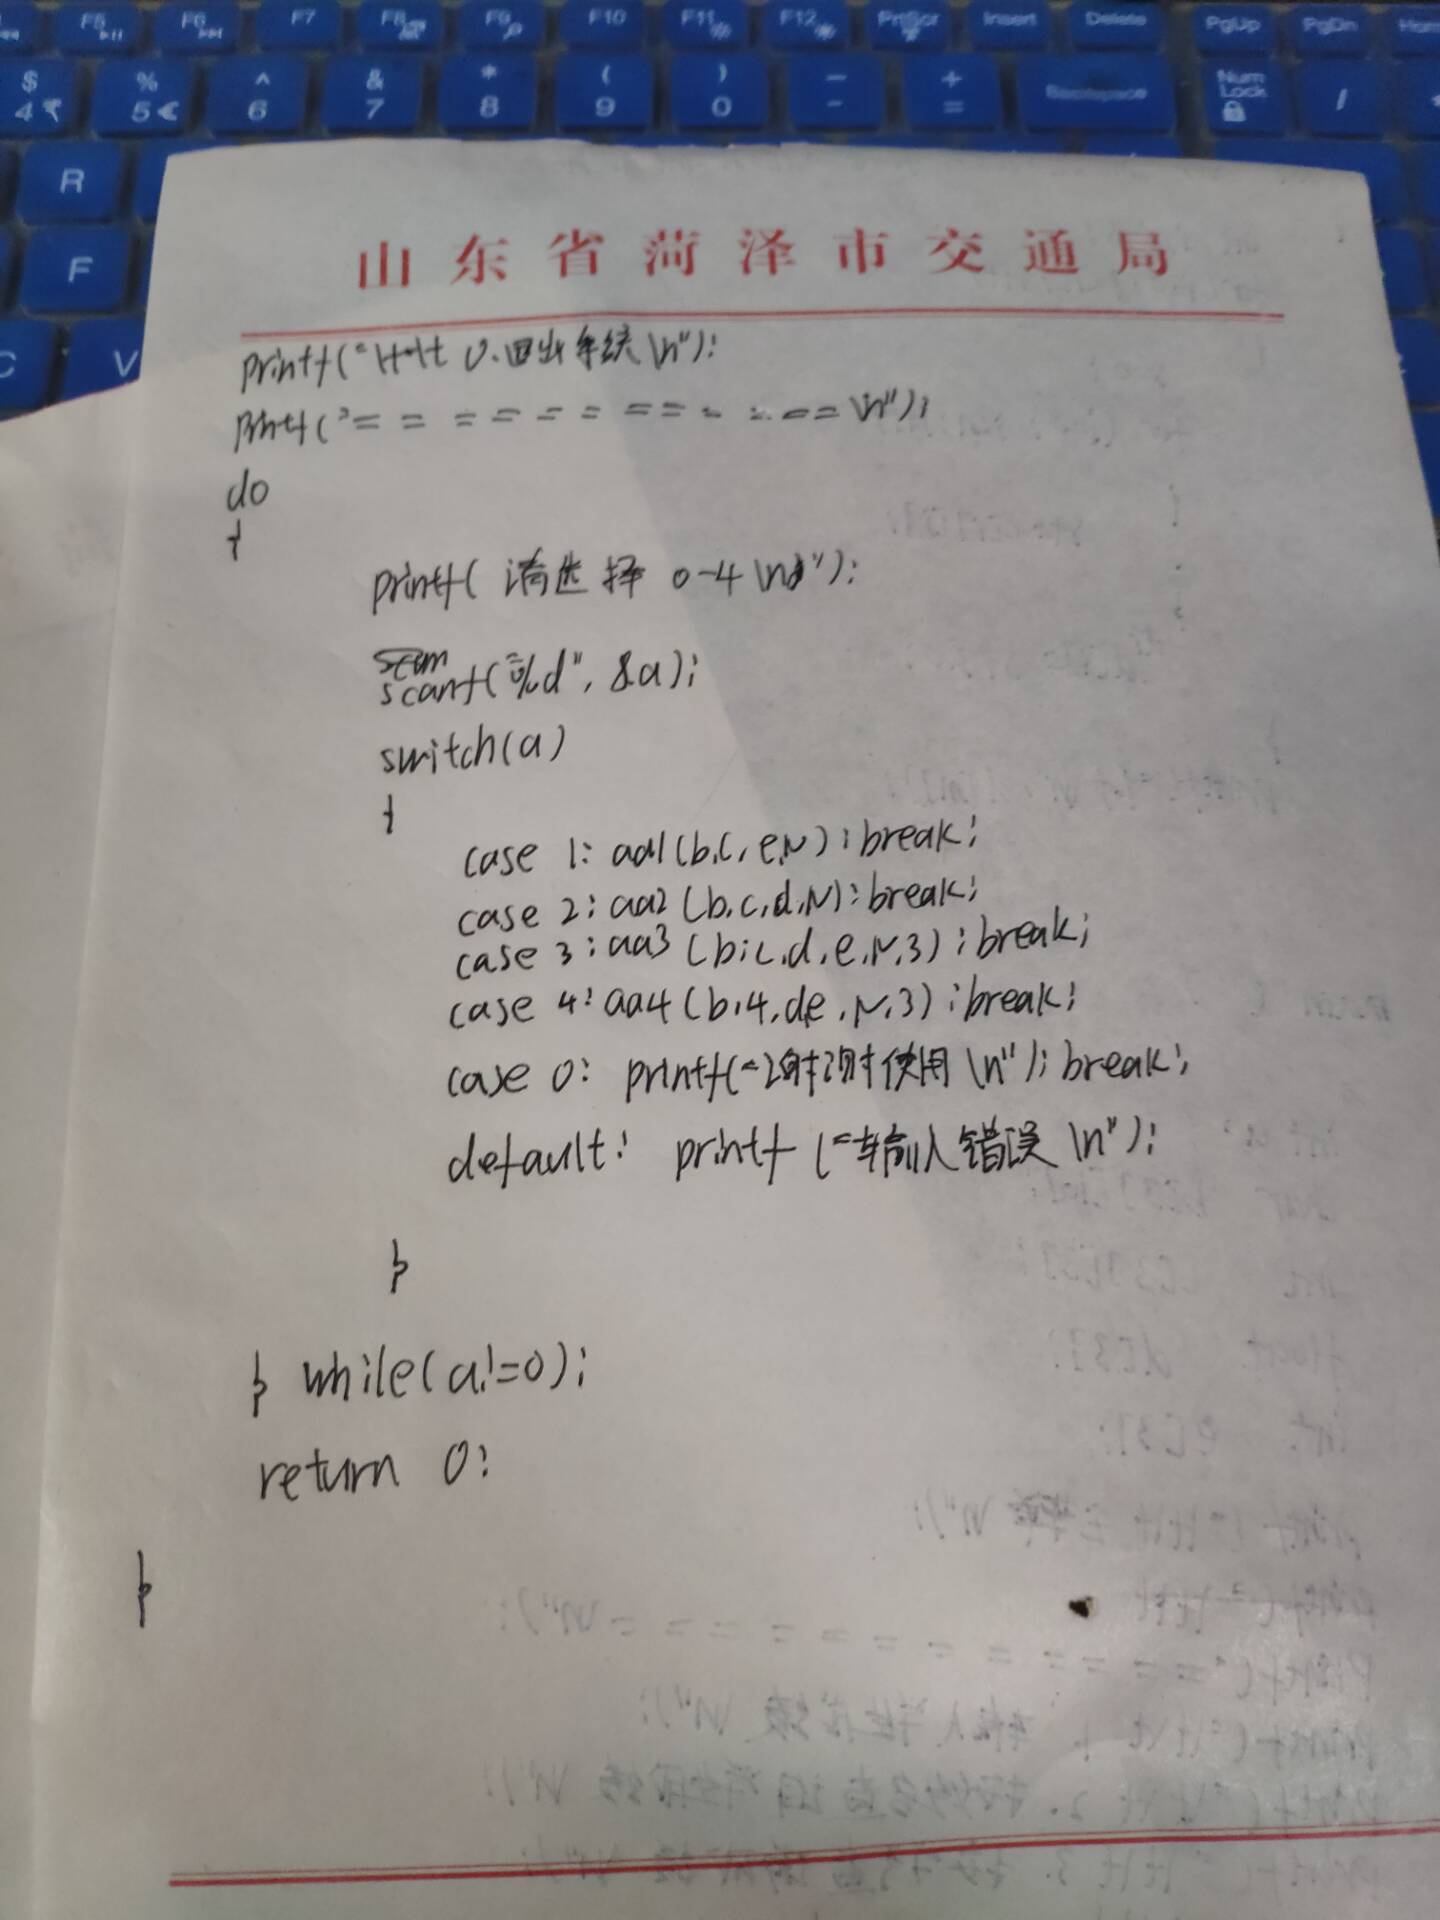 山东省菏泽市交通局
printf("\t\t 0.退出系统\n");
printf("= = = = = = = = = = = ==\n");
do
{
printf( 请选择 0-4 \n");
scanf("%d", &a);
switch(a)
{
case 1: aa1(b,c,e,N);break;
case 2: aa2(b,c,d,N);break;
case 3: aa3(b,c,d,e,N,3);break;
case 4: aa4(b,4,d,e,N,3);break;
case 0: printf("谢谢使用\n");break;
default: printf("输入错误\n");
}
} while(a!=0);
return 0;
}
F5
F6
F7
F8
F9
F10
F11
F12
PrtScr
Insert
Delete
PgUp
PgDn
$ 4 ₹
% 5 €
^ 6
& 7
* 8
( 9
) 0
+ =
Backspace
Num Lock
/
R
F
C
V